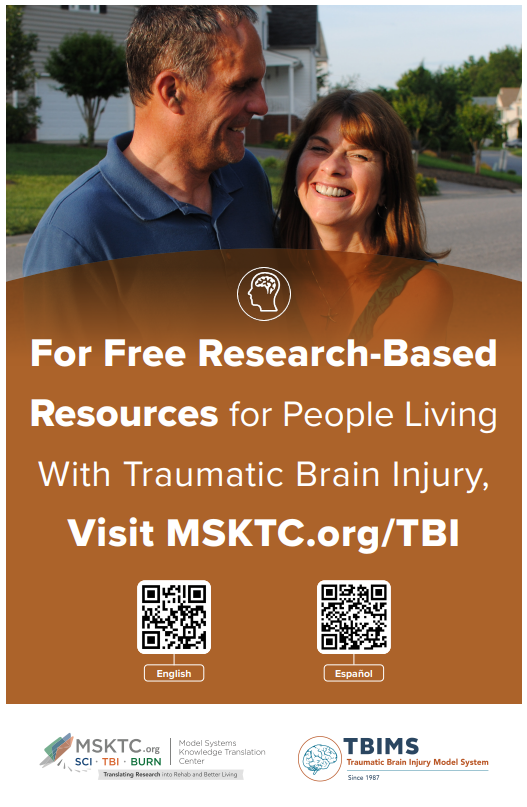 For Free Research-Based
Resources for People Living
With Traumatic Brain Injury,
Visit MSKTC.org/TBI
English
Español
MSKTC.org
SCI · TBI · BURN
Model Systems
Knowledge Translation
Center
Translating Research into Rehab and Better Living
TBIMS
Traumatic Brain Injury Model System
Since 1987